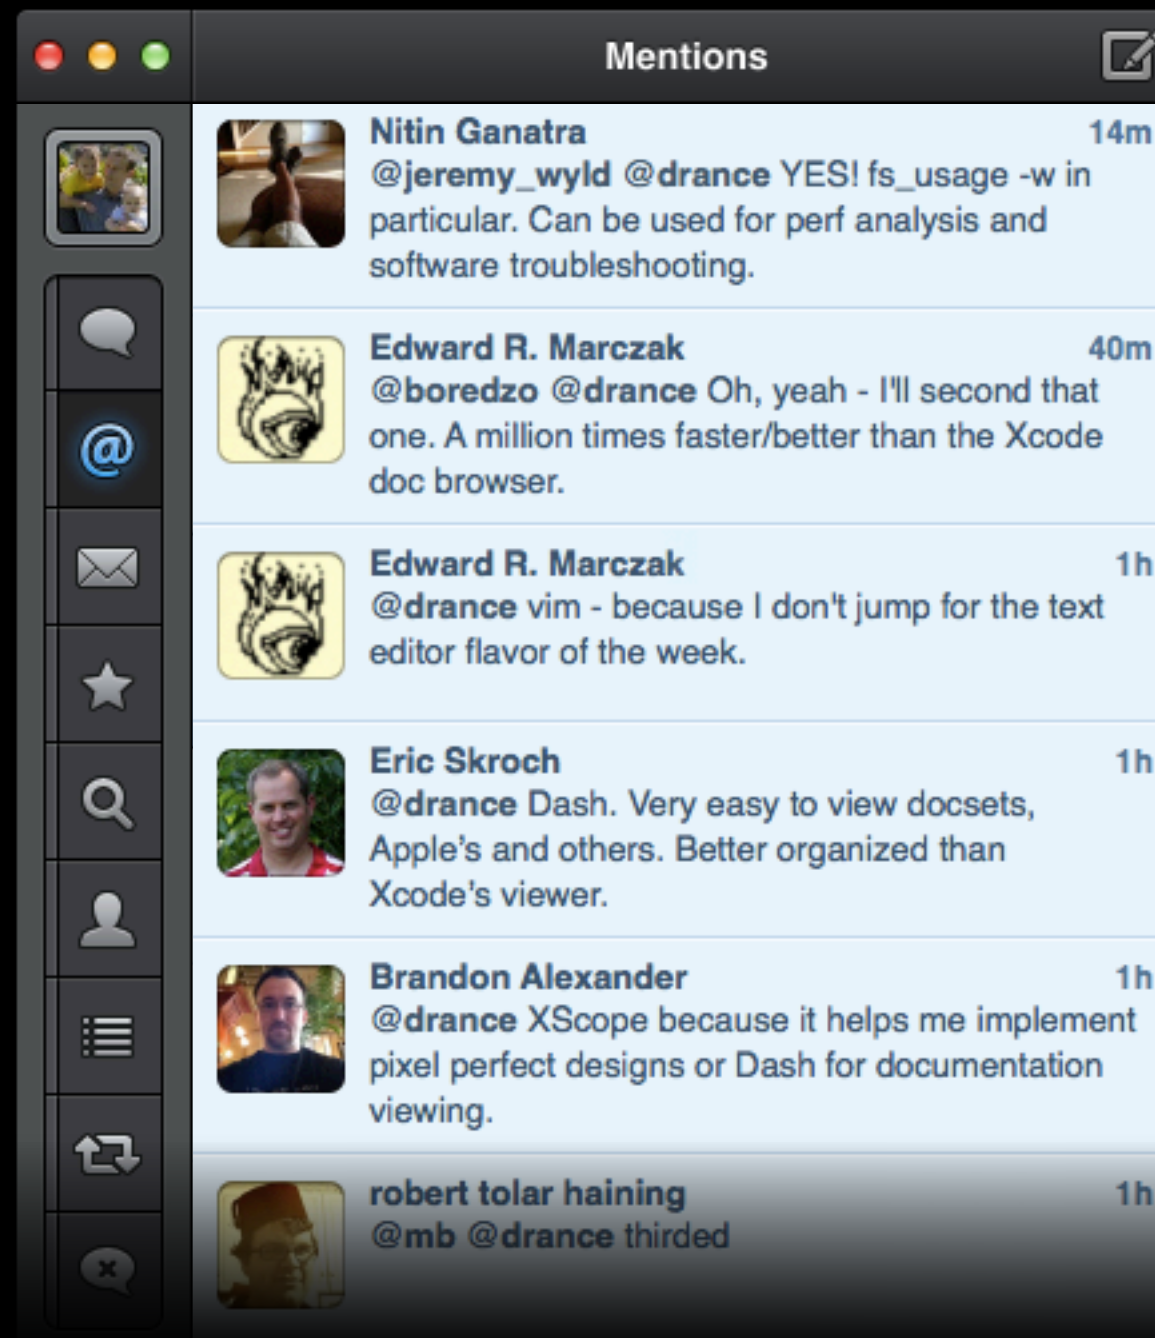 Mentions
Nitin Ganatra 14m
@jeremy_wyld @drance YES! fs_usage -w in
particular. Can be used for perf analysis and
software troubleshooting.
Edward R. Marczak 40m
@boredzo @drance Oh, yeah - I'll second that
one. A million times faster/better than the Xcode
doc browser.
Edward R. Marczak 1h
@drance vim - because I don't jump for the text
editor flavor of the week.
Eric Skroch 1h
@drance Dash. Very easy to view docsets,
Apple’s and others. Better organized than
Xcode's viewer.
Brandon Alexander 1h
@drance XScope because it helps me implement
pixel perfect designs or Dash for documentation
viewing.
robert tolar haining 1h
@mb @drance thirded